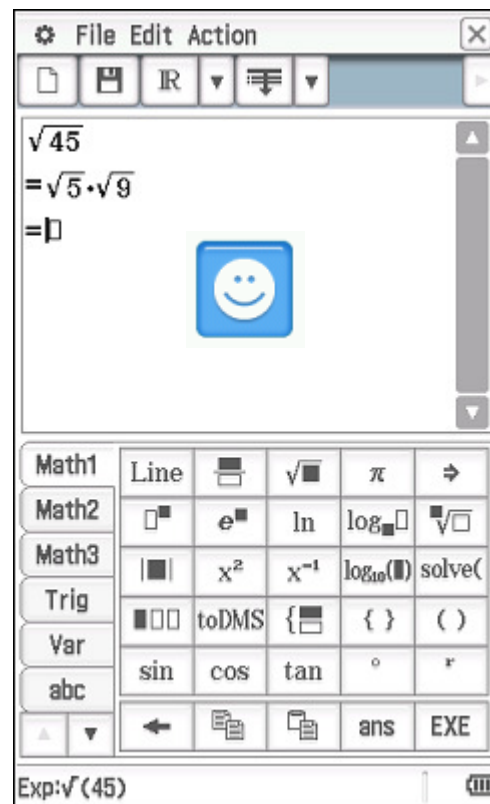 File Edit Action
ℝ
√45
=√5·√9
=▯
Math1 Line √■ π ⇒
Math2 ▯^■ e^■ ln log_■▯ ■√▯
Math3 |■| x² x⁻¹ log₁₀(■) solve(
Trig ■▯▯ toDMS { { } ( )
Var sin cos tan ° r
abc ans EXE
Exp:√(45)